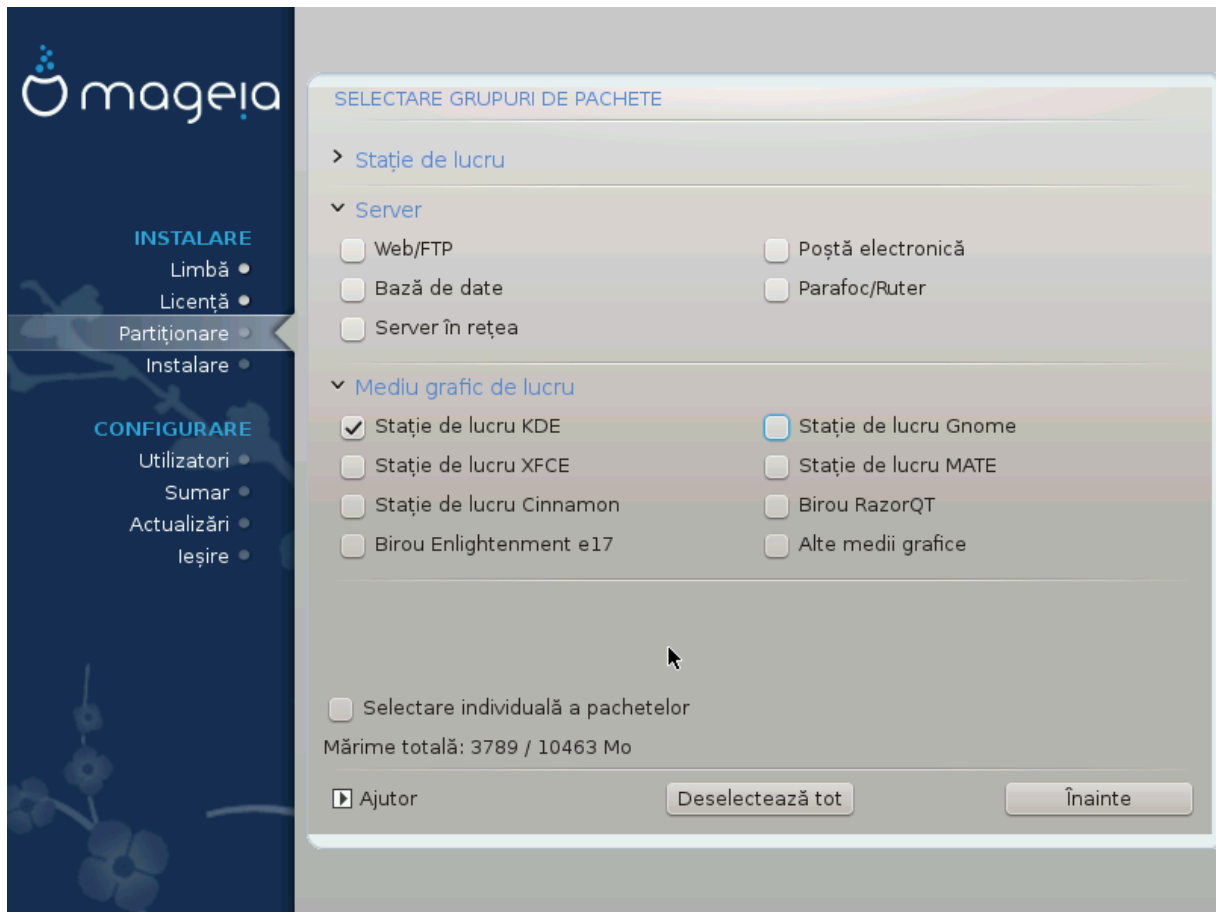 mageia
INSTALARE
Limbă
Licență
Partiționare
Instalare
CONFIGURARE
Utilizatori
Sumar
Actualizări
Ieșire
SELECTARE GRUPURI DE PACHETE
Stație de lucru
Server
Web/FTP
Poștă electronică
Bază de date
Parafoc/Ruter
Server în rețea
Mediu grafic de lucru
Stație de lucru KDE
Stație de lucru Gnome
Stație de lucru XFCE
Stație de lucru MATE
Stație de lucru Cinnamon
Birou RazorQT
Birou Enlightenment e17
Alte medii grafice
Selectare individuală a pachetelor
Mărime totală: 3789 / 10463 Mo
Ajutor
Deselectează tot
Înainte